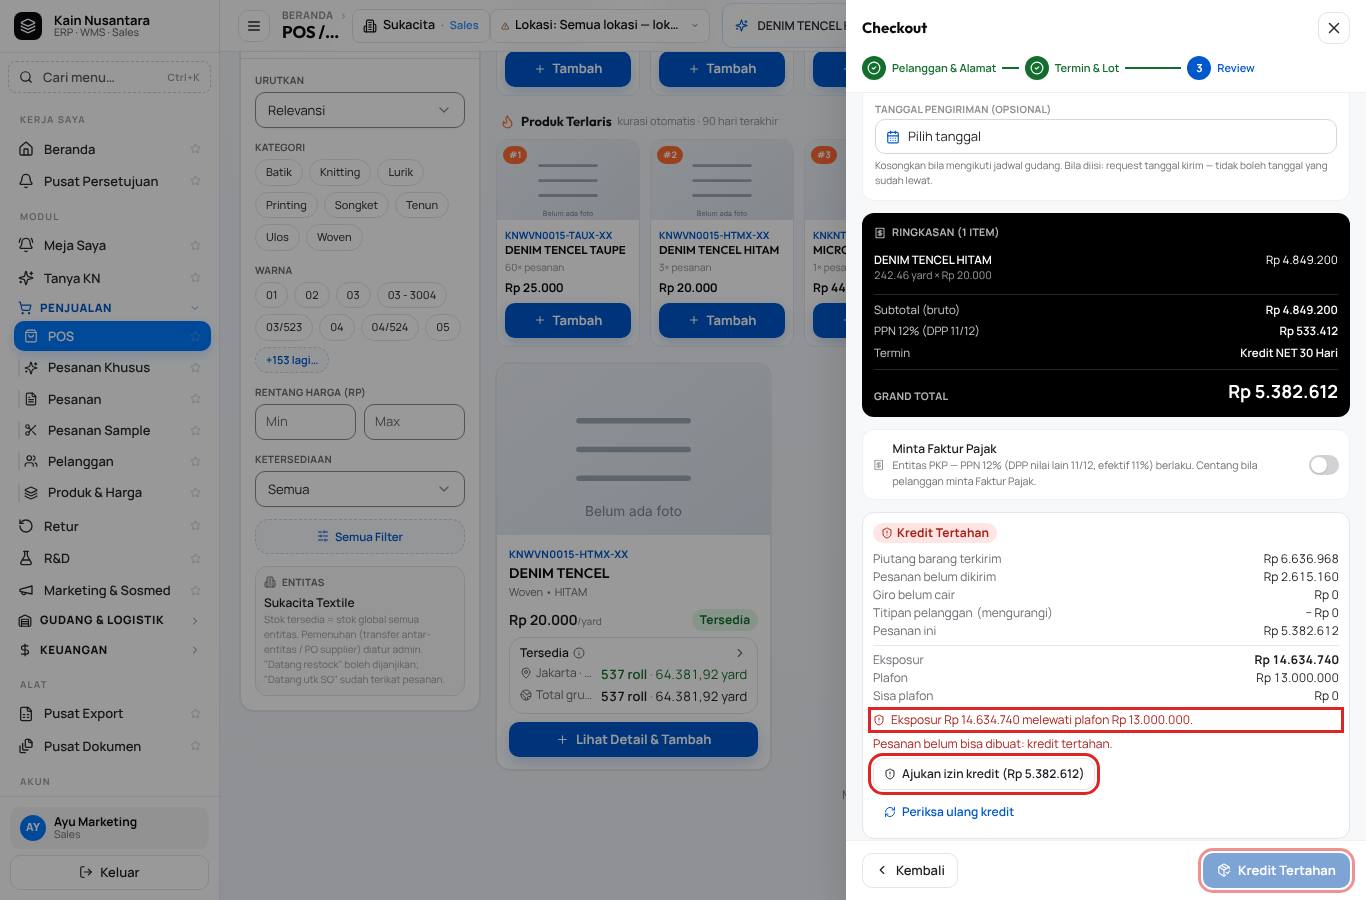 Kain Nusantara
ERP · WMS · Sales
Cari menu...
Ctrl+K
KERJA SAYA
Beranda
Pusat Persetujuan
MODUL
Meja Saya
Tanya KN
PENJUALAN
POS
Pesanan Khusus
Pesanan
Pesanan Sample
Pelanggan
Produk & Harga
Retur
R&D
Marketing & Sosmed
GUDANG & LOGISTIK
KEUANGAN
ALAT
Pusat Export
Pusat Dokumen
AKUN
AY
Ayu Marketing
Sales
Keluar
BERANDA
POS /...
Sukacita · Sales
Lokasi: Semua lokasi — lok...
DENIM TENCEL
URUTKAN
Relevansi
KATEGORI
Batik
Knitting
Lurik
Printing
Songket
Tenun
Ulos
Woven
WARNA
01
02
03
03 - 3004
03/523
04
04/524
05
+153 lagi...
RENTANG HARGA (RP)
Min
Max
KETERSEDIAAN
Semua
Semua Filter
ENTITAS
Sukacita Textile
Stok tersedia = stok global semua
entitas. Pemenuhan (transfer antar-
entitas / PO supplier) diatur admin.
"Datang restock" boleh dijanjikan;
"Datang utk SO" sudah terikat pesanan.
+ Tambah
+ Tambah
Produk Terlaris
kurasi otomatis · 90 hari terakhir
#1
Belum ada foto
KNWVN0015-TAUX-XX
DENIM TENCEL TAUPE
60× pesanan
Rp 25.000
+ Tambah
#2
Belum ada foto
KNWVN0015-HTMX-XX
DENIM TENCEL HITAM
3× pesanan
Rp 20.000
+ Tambah
#3
KNKNT
MICRO
1× pesa
Rp 44
Belum ada foto
KNWVN0015-HTMX-XX
DENIM TENCEL
Woven • HITAM
Rp 20.000/yard
Tersedia
Tersedia
Jakarta · ...
537 roll · 64.381,92 yard
Total gru...
537 roll · 64.381,92 yard
+ Lihat Detail & Tambah
Checkout
Pelanggan & Alamat
Termin & Lot
3
Review
TANGGAL PENGIRIMAN (OPSIONAL)
Pilih tanggal
Kosongkan bila mengikuti jadwal gudang. Bila diisi: request tanggal kirim — tidak boleh tanggal yang
sudah lewat.
RINGKASAN (1 ITEM)
DENIM TENCEL HITAM
Rp 4.849.200
242.46 yard × Rp 20.000
Subtotal (bruto)
Rp 4.849.200
PPN 12% (DPP 11/12)
Rp 533.412
Termin
Kredit NET 30 Hari
GRAND TOTAL
Rp 5.382.612
Minta Faktur Pajak
Entitas PKP — PPN 12% (DPP nilai lain 11/12, efektif 11%) berlaku. Centang bila
pelanggan minta Faktur Pajak.
Kredit Tertahan
Piutang barang terkirim
Rp 6.636.968
Pesanan belum dikirim
Rp 2.615.160
Giro belum cair
Rp 0
Titipan pelanggan (mengurangi)
− Rp 0
Pesanan ini
Rp 5.382.612
Eksposur
Rp 14.634.740
Plafon
Rp 13.000.000
Sisa plafon
Rp 0
Eksposur Rp 14.634.740 melewati plafon Rp 13.000.000.
Pesanan belum bisa dibuat: kredit tertahan.
Ajukan izin kredit (Rp 5.382.612)
Periksa ulang kredit
Kembali
Kredit Tertahan